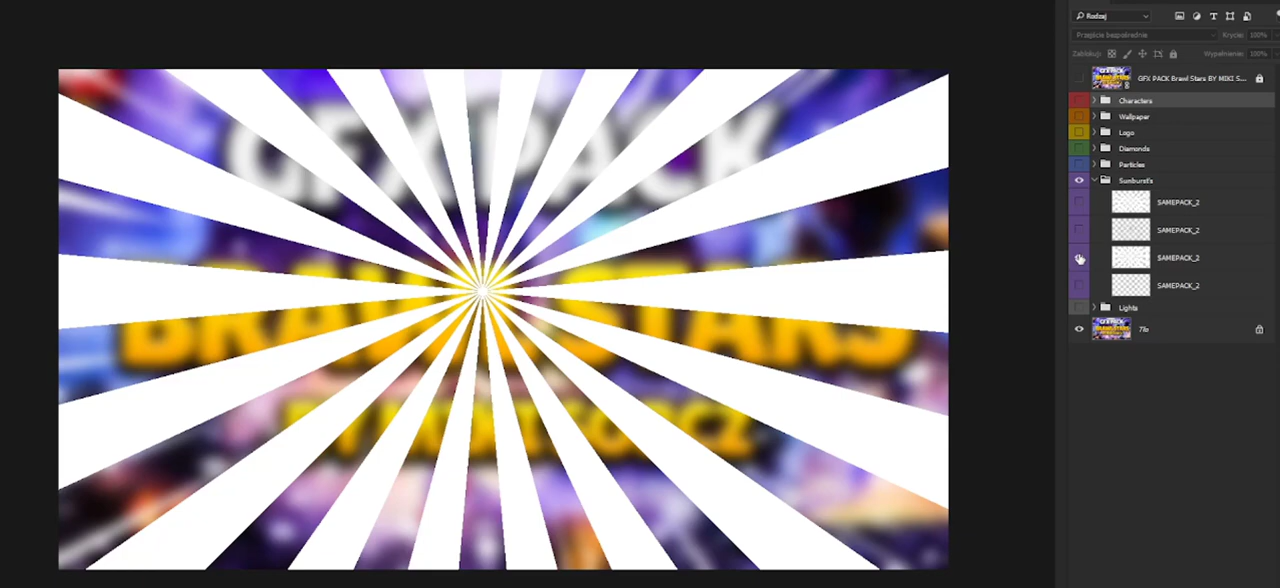 Rodzaj
Przejście bezpośrednie
Krycie: 100%
Zablokuj:
Wypełnienie: 100%
GFX PACK Brawl Stars BY MIKI S...
Characters
Wallpaper
Logo
Diamonds
Particles
Sunbursts
SAMEPACK_2
SAMEPACK_2
SAMEPACK_2
SAMEPACK_2
Lights
Tło
GFX PACK
BRAWL STARS